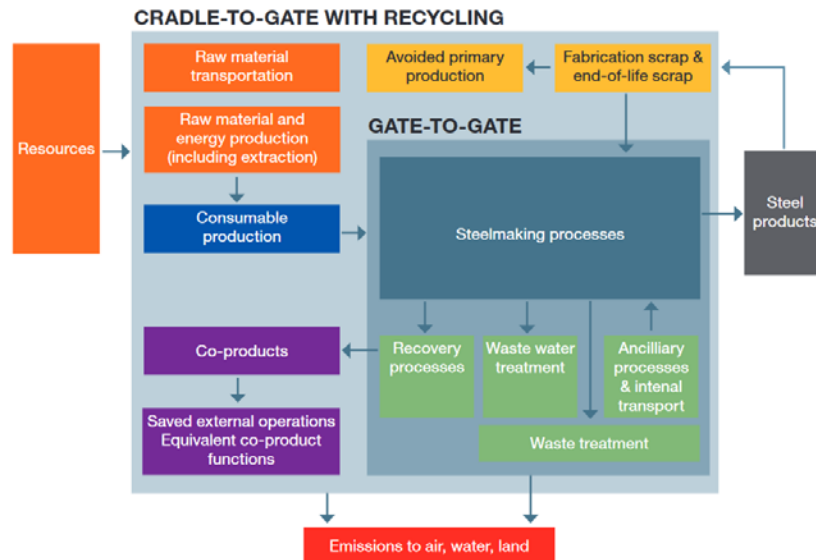 CRADLE-TO-GATE WITH RECYCLING
Resources
Raw material
transportation
Raw material and
energy production
(including extraction)
Consumable
production
Co-products
Saved external operations
Equivalent co-product
functions
Avoided primary
production
Fabrication scrap &
end-of-life scrap
GATE-TO-GATE
Steelmaking processes
Steel
products
Recovery
processes
Waste water
treatment
Ancilliary
processes
& intenal
transport
Waste treatment
Emissions to air, water, land